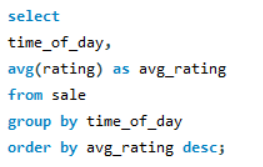 select
time_of_day,
avg(rating) as avg_rating
from sale
group by time_of_day
order by avg_rating desc;